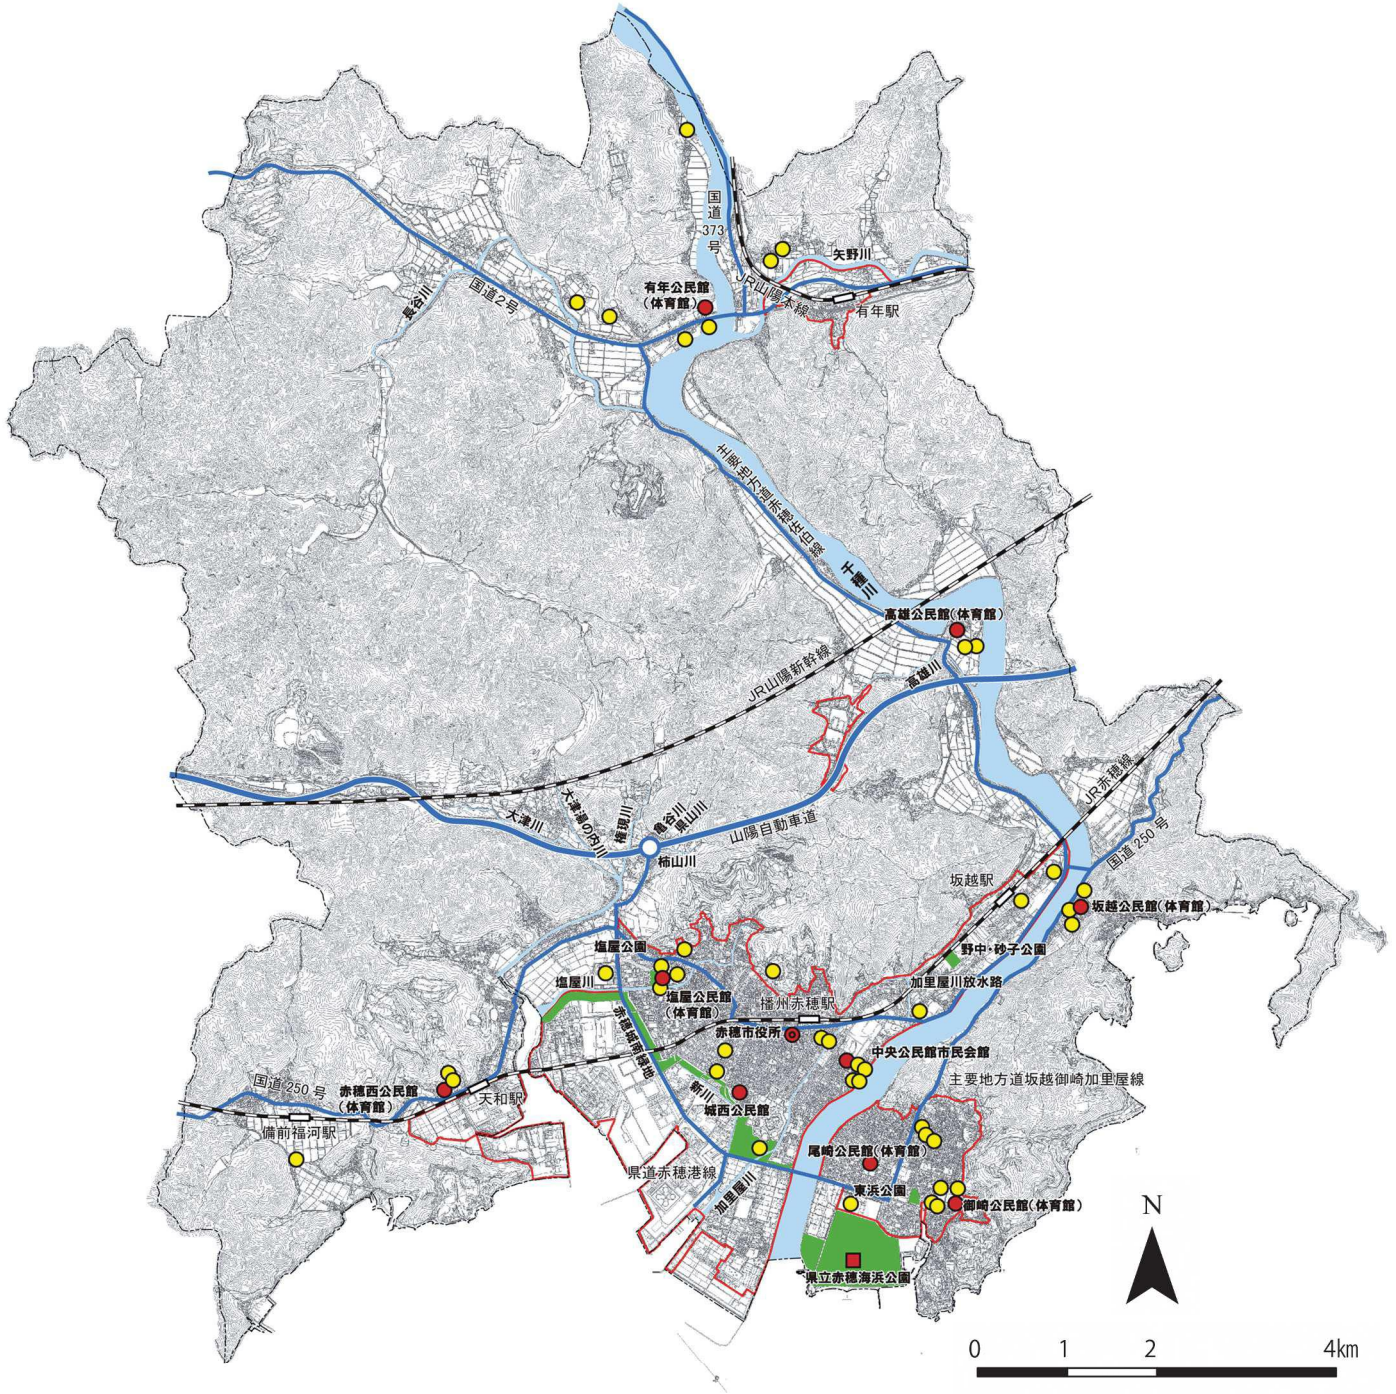 国道
373
号
矢野川
有年公民館
(体育館)
JR山陽本線
有年駅
長谷川
国道2号
主要地方道赤穂佐伯線
千種川
高雄公民館(体育館)
高雄川
JR山陽新幹線
JR赤穂線
国道 250 号
大津川
大津湯の内川
権現川
亀谷川
県山川
山陽自動車道
柿山川
坂越駅
坂越公民館(体育館)
野中・砂子公園
加里屋川放水路
塩屋公園
塩屋川
塩屋公民館
(体育館)
播州赤穂駅
赤穂市役所
赤穂城南緑地
中央公民館市民会館
主要地方道坂越御崎加里屋線
国道 250 号
赤穂西公民館
(体育館)
天和駅
備前福河駅
新川
城西公民館
尾崎公民館(体育館)
県道赤穂港線
加里屋川
東浜公園
御崎公民館(体育館)
県立赤穂海浜公園
N
0 1 2 4km